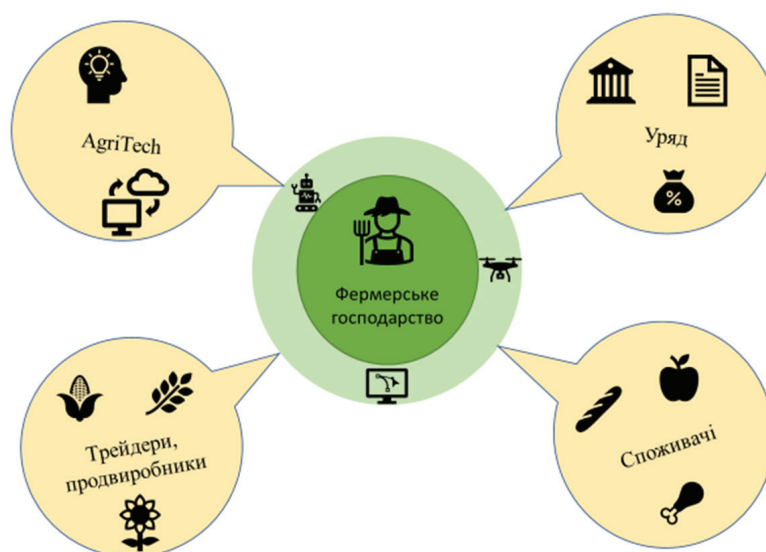 AgriTech
Уряд
%
Фермерське
господарство
Трейдери,
продвиробники
Споживачі